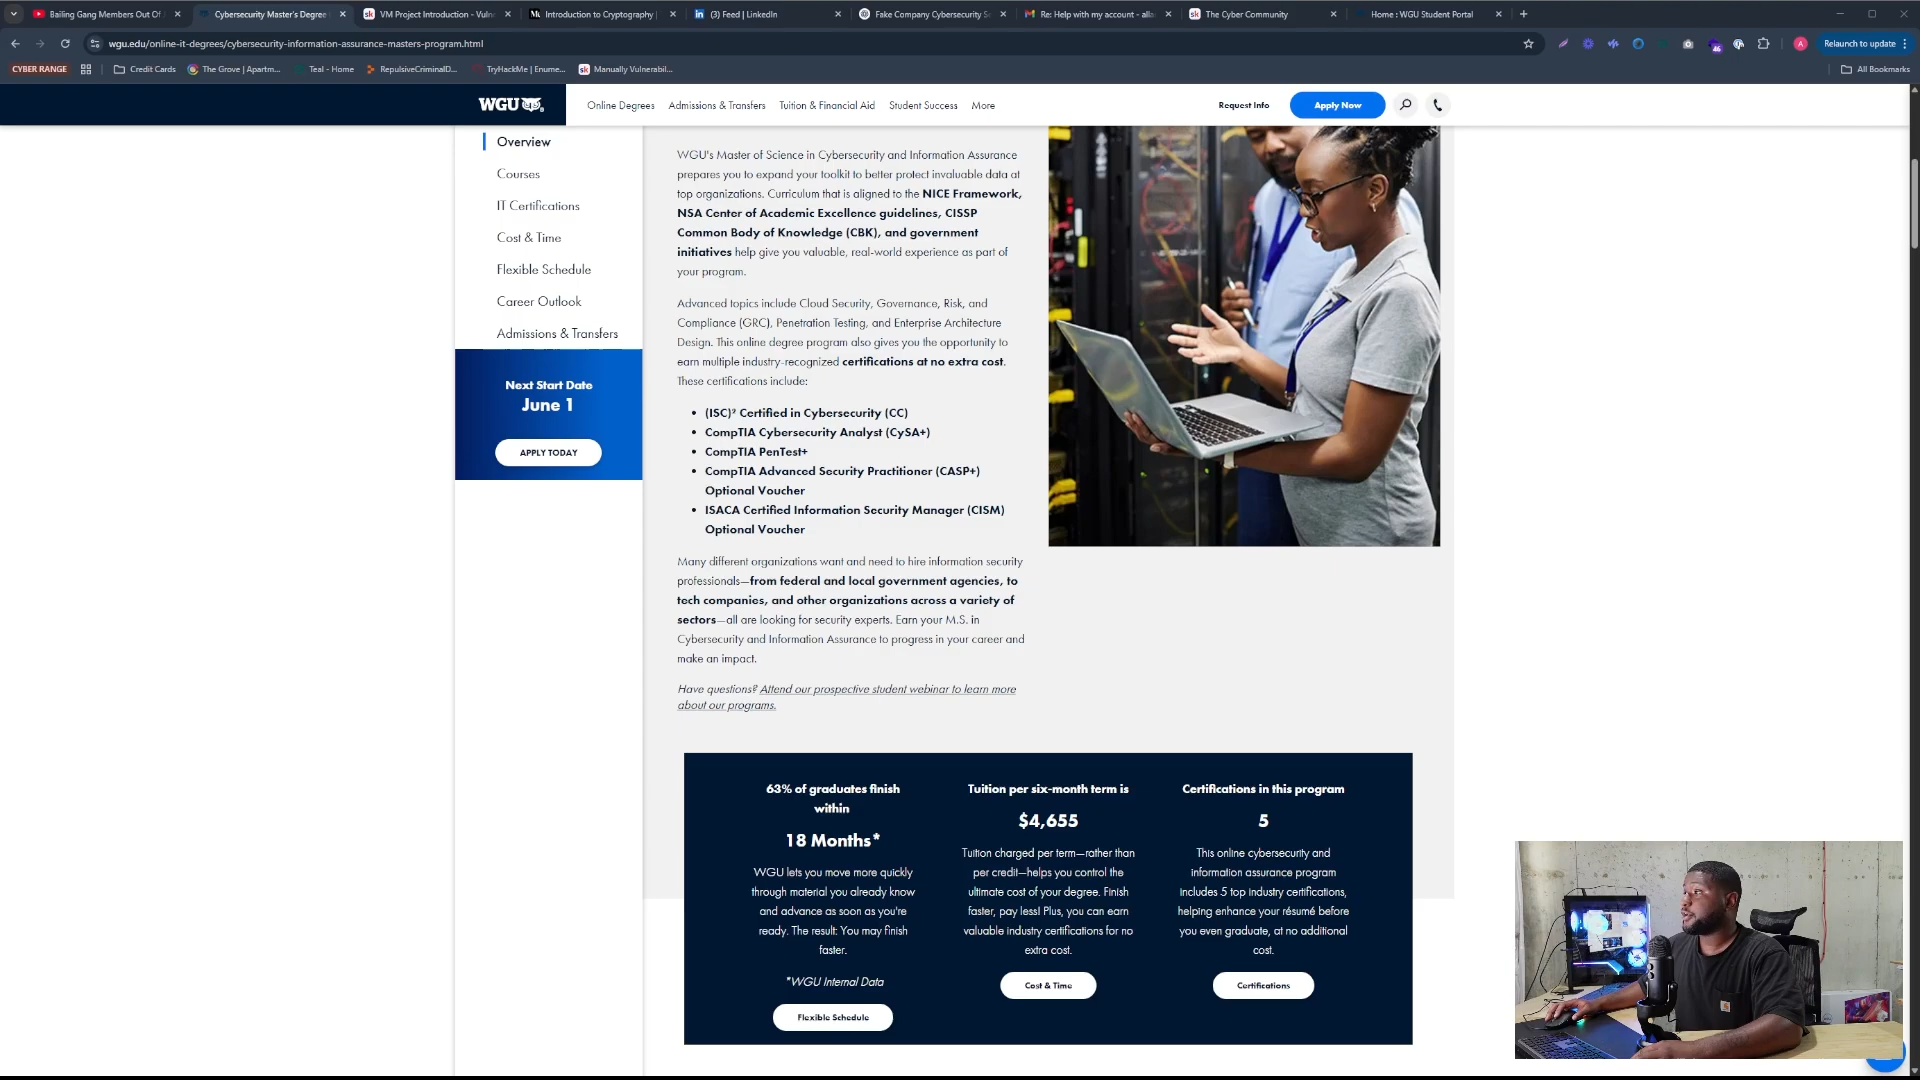 Bailing Gang Members Out Of
Cybersecurity Master's Degree
VM Project Introduction - Vuln
Introduction to Cryptography |
(3) Feed | LinkedIn
Fake Company Cybersecurity Se
Re: Help with my account - alla
The Cyber Community
Home : WGU Student Portal
wgu.edu/online-it-degrees/cybersecurity-information-assurance-masters-program.html
46
A
Relaunch to update
CYBER RANGE
Credit Cards
The Grove | Apartm...
Teal - Home
RepulsiveCriminalD...
TryHackMe | Enume...
Manually Vulnerabil...
All Bookmarks
WGU
Online Degrees
Admissions & Transfers
Tuition & Financial Aid
Student Success
More
Request Info
Apply Now
Overview
Courses
IT Certifications
Cost & Time
Flexible Schedule
Career Outlook
Admissions & Transfers
Next Start Date
June 1
APPLY TODAY
WGU's Master of Science in Cybersecurity and Information Assurance
prepares you to expand your toolkit to better protect invaluable data at
top organizations. Curriculum that is aligned to the NICE Framework,
NSA Center of Academic Excellence guidelines, CISSP
Common Body of Knowledge (CBK), and government
initiatives help give you valuable, real-world experience as part of
your program.
Advanced topics include Cloud Security, Governance, Risk, and
Compliance (GRC), Penetration Testing, and Enterprise Architecture
Design. This online degree program also gives you the opportunity to
earn multiple industry-recognized certifications at no extra cost.
These certifications include:
• (ISC)² Certified in Cybersecurity (CC)
• CompTIA Cybersecurity Analyst (CySA+)
• CompTIA PenTest+
• CompTIA Advanced Security Practitioner (CASP+)
Optional Voucher
• ISACA Certified Information Security Manager (CISM)
Optional Voucher
Many different organizations want and need to hire information security
professionals—from federal and local government agencies, to
tech companies, and other organizations across a variety of
sectors—all are looking for security experts. Earn your M.S. in
Cybersecurity and Information Assurance to progress in your career and
make an impact.
Have questions? Attend our prospective student webinar to learn more
about our programs.
63% of graduates finish
within
18 Months*
WGU lets you move more quickly
through material you already know
and advance as soon as you're
ready. The result: You may finish
faster.
*WGU Internal Data
Flexible Schedule
Tuition per six-month term is
$4,655
Tuition charged per term—rather than
per credit—helps you control the
ultimate cost of your degree. Finish
faster, pay less! Plus, you can earn
valuable industry certifications for no
extra cost.
Cost & Time
Certifications in this program
5
This online cybersecurity and
information assurance program
includes 5 top industry certifications,
helping enhance your résumé before
you even graduate, at no additional
cost.
Certifications